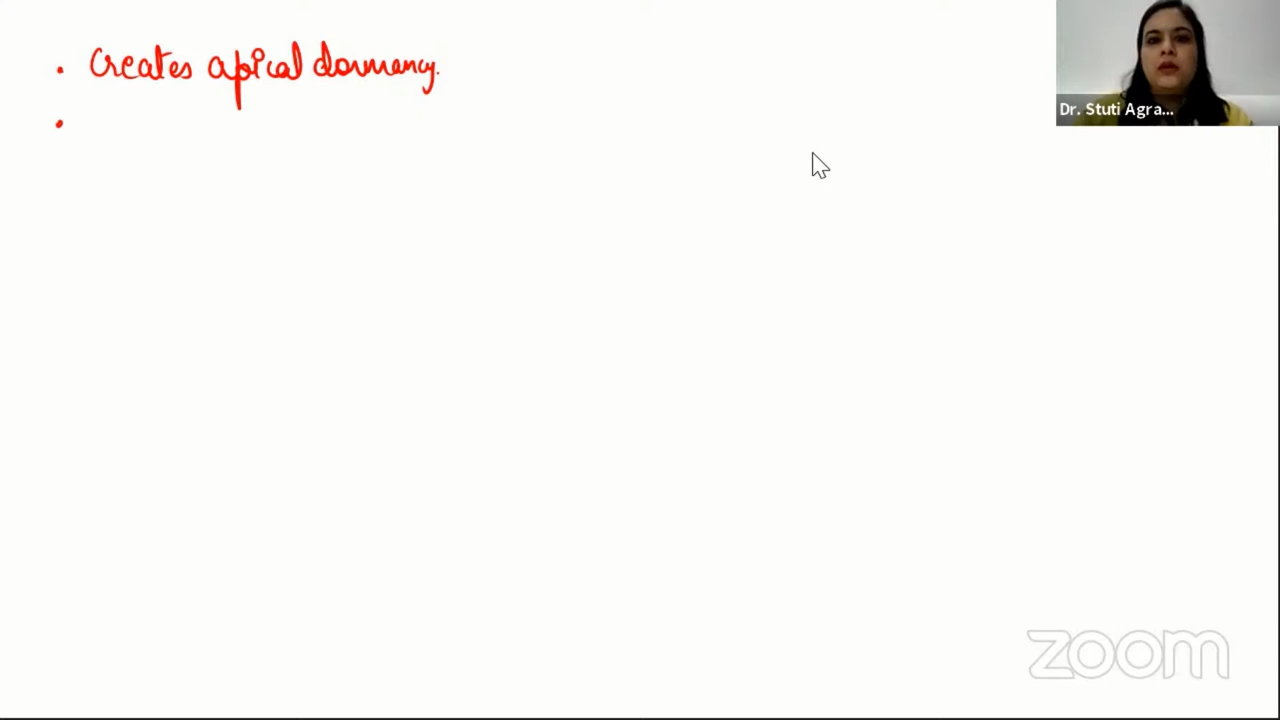 • Creates apical dormancy.
•
Dr. Stuti Agra...
zoom